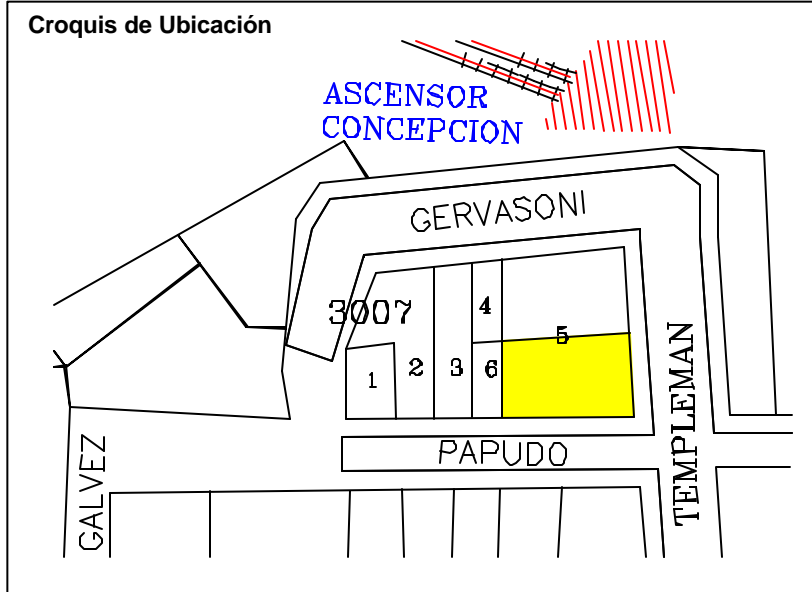 Croquis de Ubicación
ASCENSOR
CONCEPCION
GERVASONI
3007
4
5
1
2
3
6
TEMPLEMAN
PAPUDO
GALVEZ